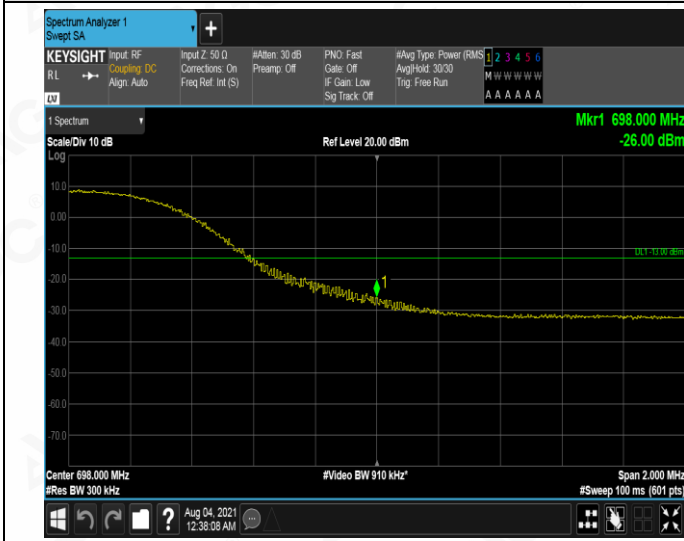 Spectrum Analyzer 1
Swept SA
+
KEYSIGHT Input: RF Input Z: 50 Ω #Atten: 30 dB PNO: Fast #Avg Type: Power (RMS 1 2 3 4 5 6
RL Coupling: DC Corrections: On Preamp: Off Gate: Off Avg|Hold: 30/30 M W W W W W
Align: Auto Freq Ref: Int (S) IF Gain: Low Trig: Free Run
Sig Track: Off A A A A A A
1 Spectrum Mkr1 698.000 MHz
Scale/Div 10 dB Ref Level 20.00 dBm -26.00 dBm
Log
10.0
0.00
-10.0
DL1 -13.00 dBm
-20.0
1
-30.0
-40.0
-50.0
-60.0
-70.0
Center 698.000 MHz #Video BW 910 kHz* Span 2.000 MHz
#Res BW 300 kHz #Sweep 100 ms (601 pts)
? Aug 04, 2021
12:38:08 AM